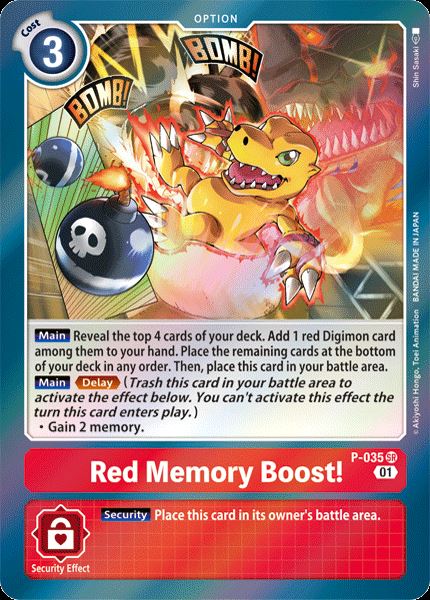 OPTION
Cost
3
BOMB!
BOMB!
Shin Sasaki
©Akiyoshi Hongo, Toei Animation BANDAI MADE IN JAPAN
Main Reveal the top 4 cards of your deck. Add 1 red Digimon card
among them to your hand. Place the remaining cards at the bottom
of your deck in any order. Then, place this card in your battle area.
Main Delay (Trash this card in your battle area to
activate the effect below. You can't activate this effect the
turn this card enters play.)
• Gain 2 memory.
P-035 SR
Red Memory Boost!
01
Security Place this card in its owner's battle area.
Security Effect